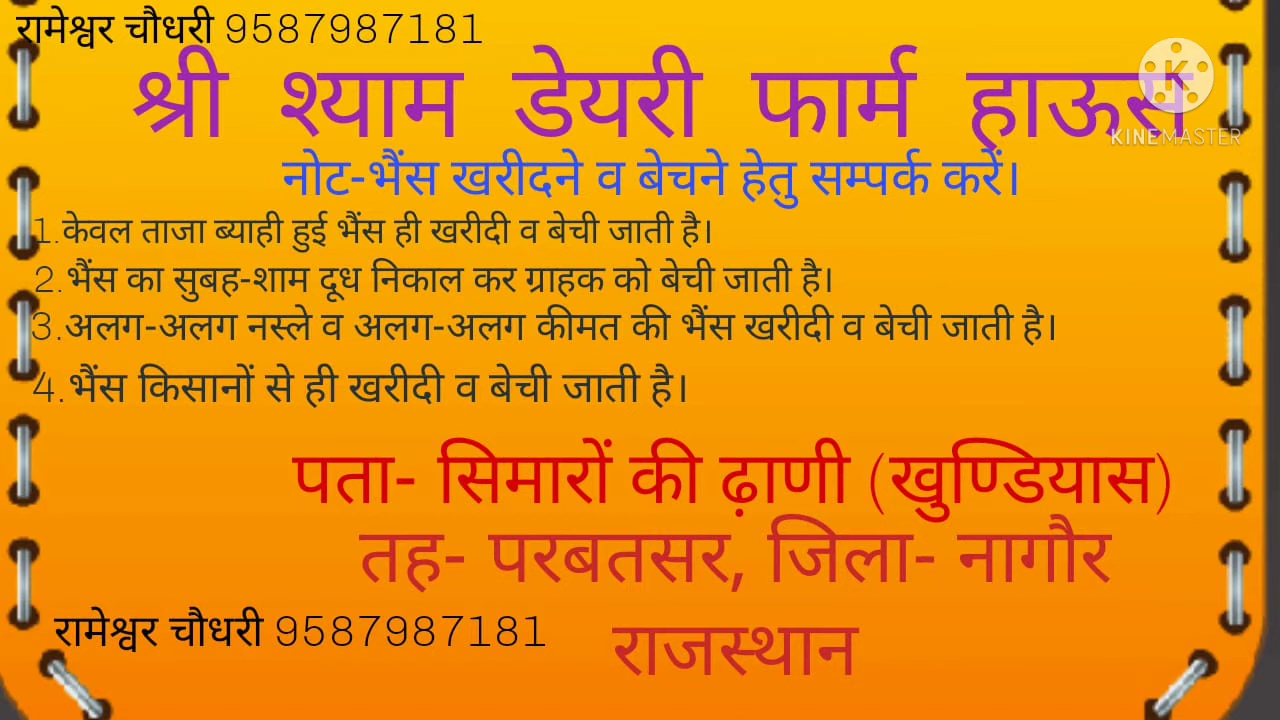 रामेश्वर चौधरी 9587987181
श्री श्याम डेयरी फार्म हाऊस
KINEMASTER
नोट-भैंस खरीदने व बेचने हेतु सम्पर्क करें।
1.केवल ताजा ब्याही हुई भैंस ही खरीदी व बेची जाती है।
2.भैंस का सुबह-शाम दूध निकाल कर ग्राहक को बेची जाती है।
3.अलग-अलग नस्ले व अलग-अलग कीमत की भैंस खरीदी व बेची जाती है।
4.भैंस किसानों से ही खरीदी व बेची जाती है।
पता- सिमारों की ढ़ाणी (खुण्डियास)
तह- परबतसर, जिला- नागौर
रामेश्वर चौधरी 9587987181
राजस्थान